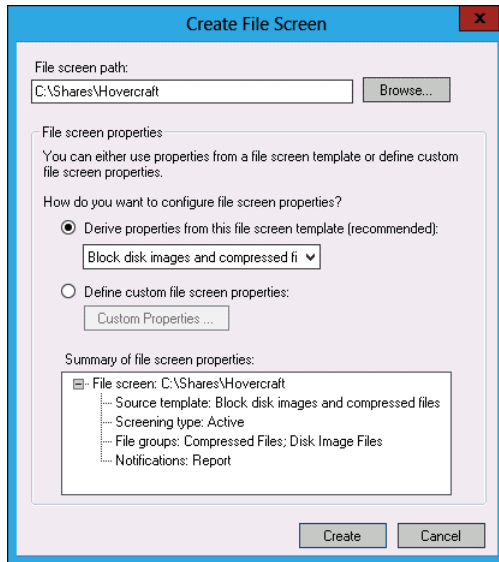 Create File Screen
x
File screen path:
C:\Shares\Hovercraft
Browse...
File screen properties
You can either use properties from a file screen template or define custom
file screen properties.
How do you want to configure file screen properties?
Derive properties from this file screen template (recommended):
Block disk images and compressed fi
Define custom file screen properties:
Custom Properties ...
Summary of file screen properties:
File screen: C:\Shares\Hovercraft
Source template: Block disk images and compressed files
Screening type: Active
File groups: Compressed Files; Disk Image Files
Notifications: Report
Create
Cancel